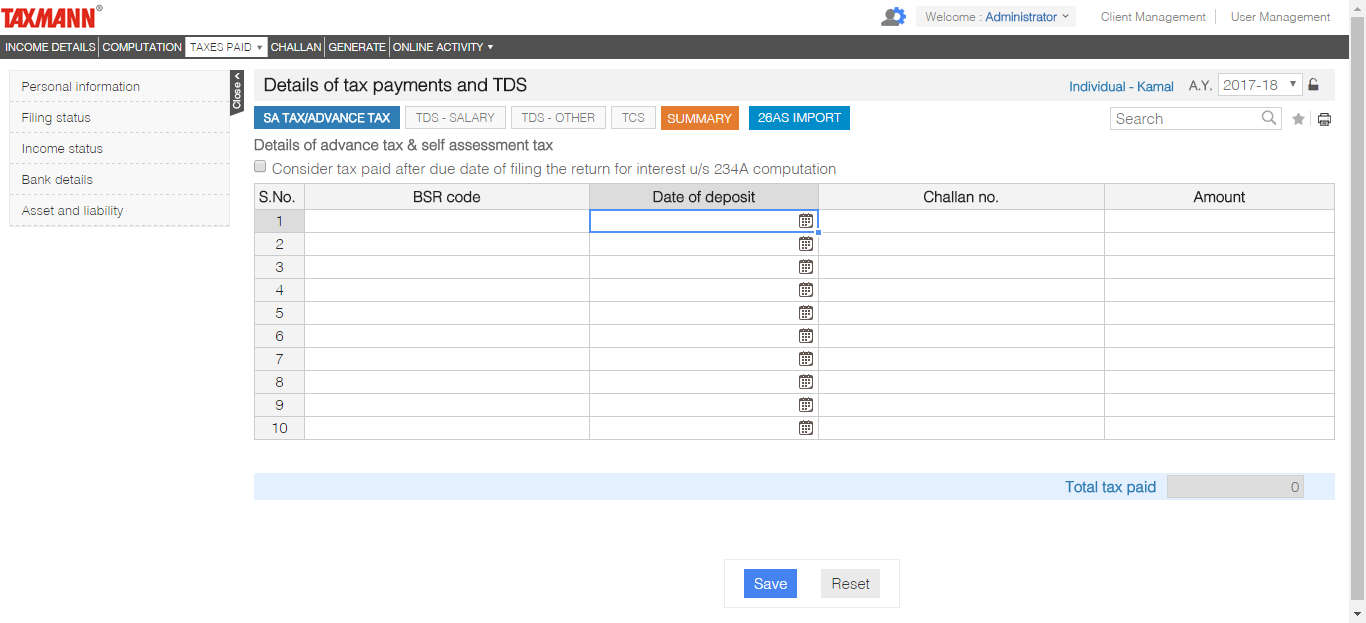 TAXMANN®
Welcome : Administrator
Client Management
User Management
INCOME DETAILS COMPUTATION TAXES PAID ▾ CHALLAN GENERATE ONLINE ACTIVITY ▾
Personal information
Filing status
Income status
Bank details
Asset and liability
Close
Details of tax payments and TDS
Individual - Kamal A.Y. 2017-18
SA TAX/ADVANCE TAX TDS - SALARY TDS - OTHER TCS SUMMARY 26AS IMPORT
Search
Details of advance tax & self assessment tax
Consider tax paid after due date of filing the return for interest u/s 234A computation
S.No. BSR code Date of deposit Challan no. Amount
1
2
3
4
5
6
7
8
9
10
Total tax paid 0
Save Reset